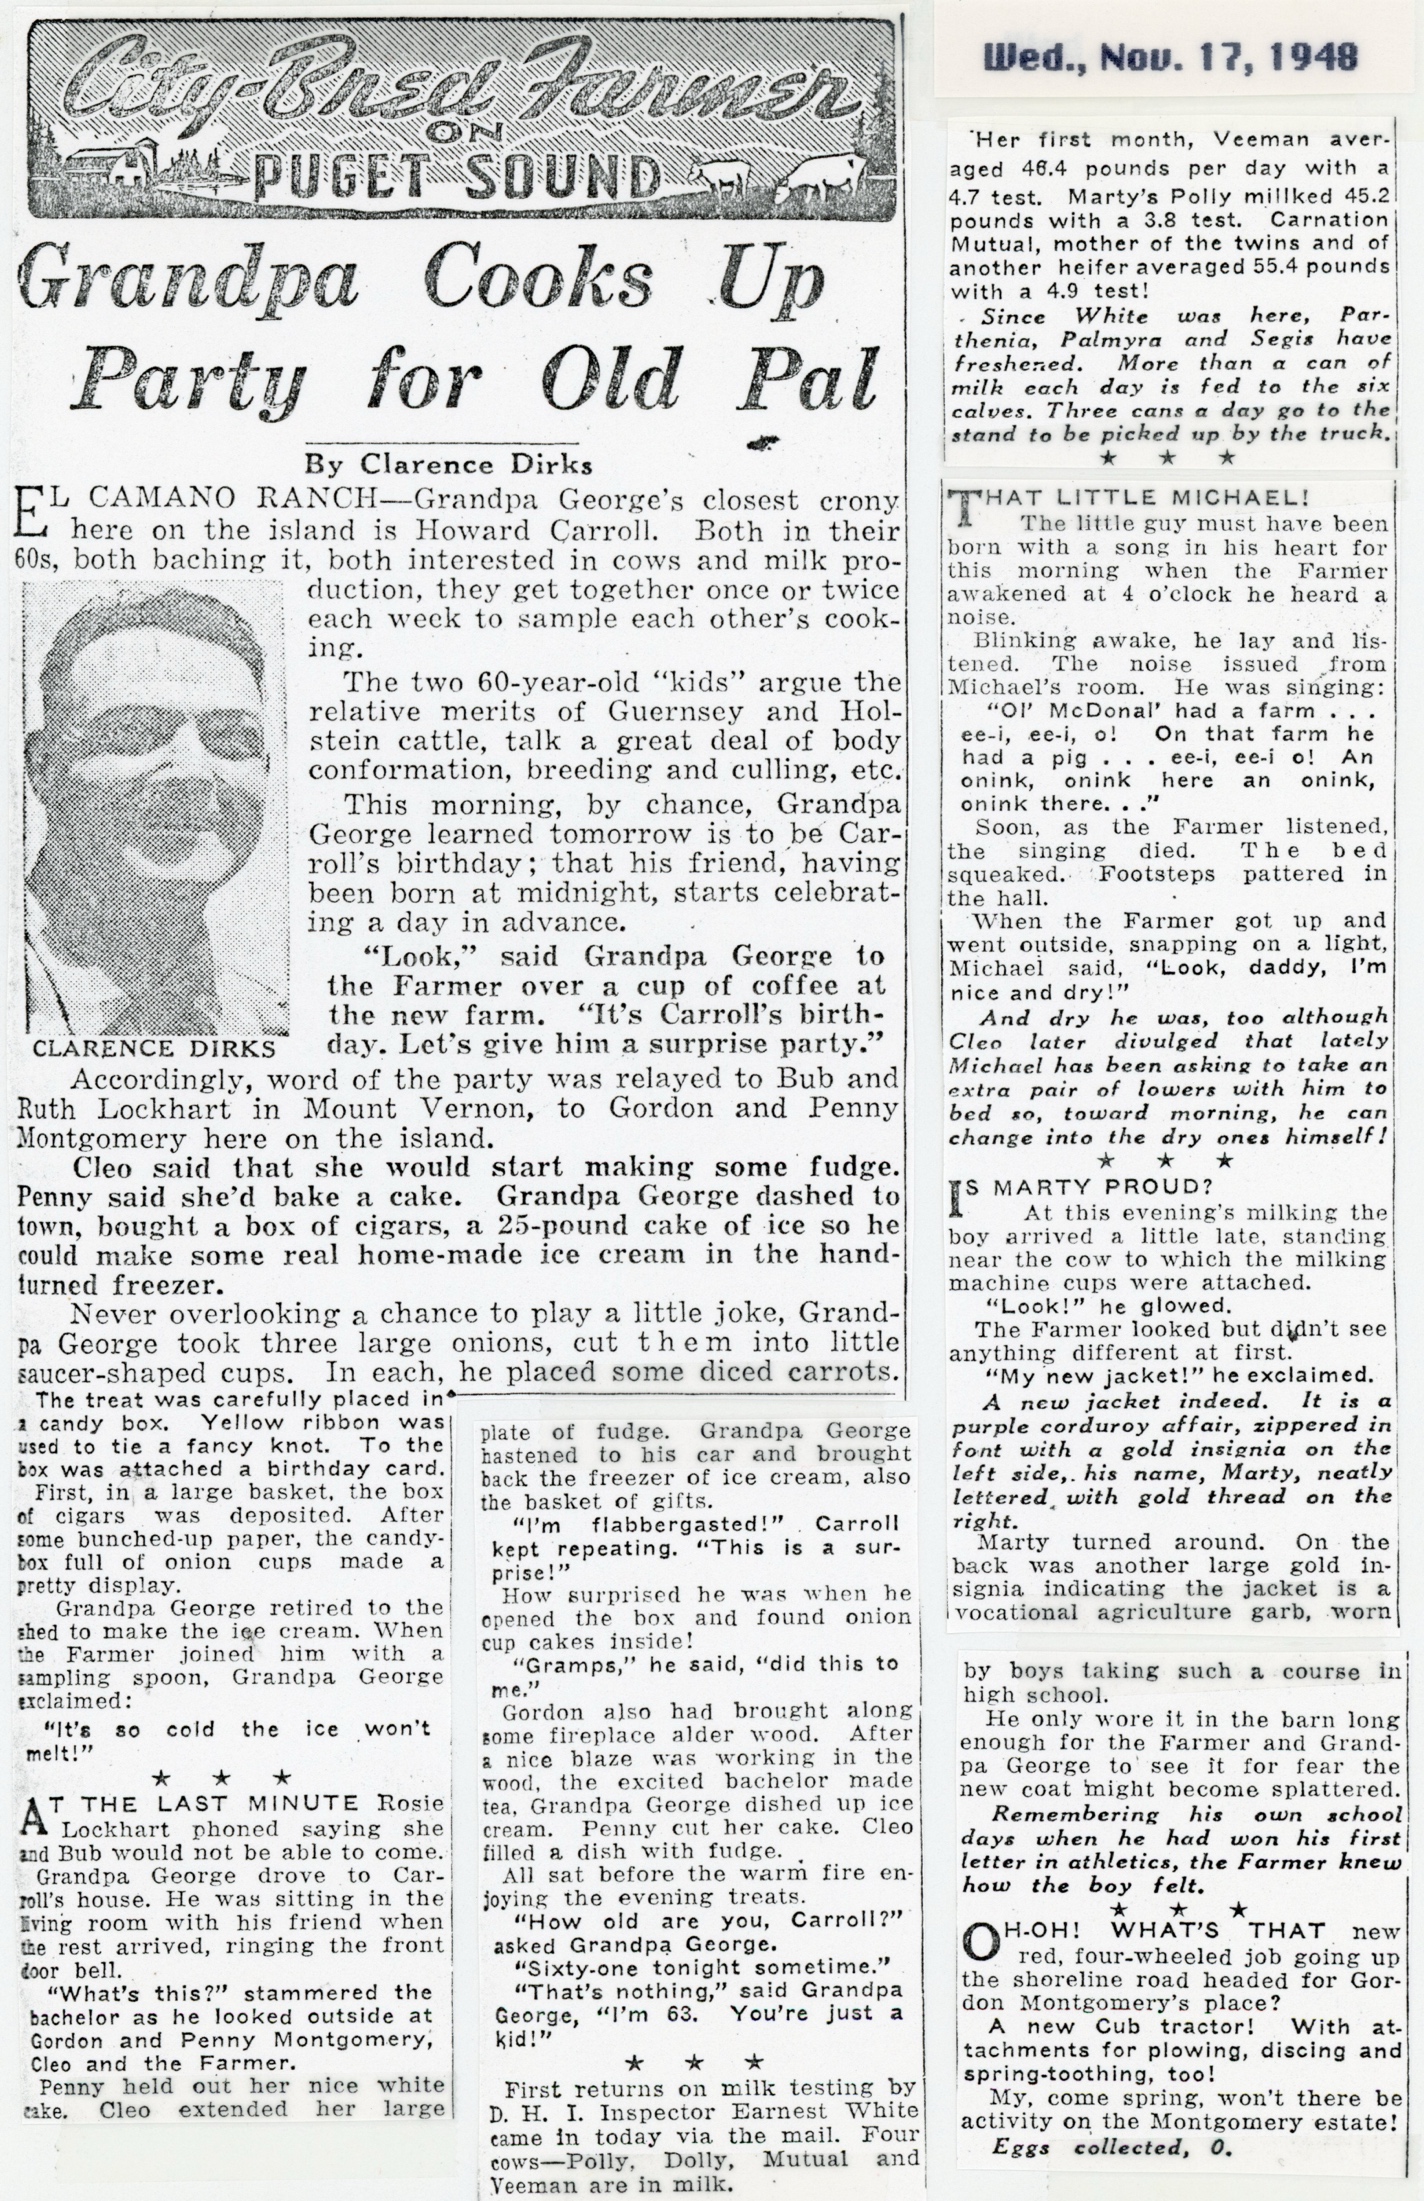 City-Bred Farmer
ON
PUGET SOUND
Grandpa Cooks Up
Party for Old Pal
By Clarence Dirks
EL CAMANO RANCH—Grandpa George's closest crony
here on the island is Howard Carroll. Both in their
60s, both baching it, both interested in cows and milk pro-
duction, they get together once or twice
each week to sample each other's cook-
ing.
The two 60-year-old "kids" argue the
relative merits of Guernsey and Hol-
stein cattle, talk a great deal of body
conformation, breeding and culling, etc.
This morning, by chance, Grandpa
George learned tomorrow is to be Car-
roll's birthday; that his friend, having
been born at midnight, starts celebrat-
ing a day in advance.
"Look," said Grandpa George to
the Farmer over a cup of coffee at
the new farm. "It's Carroll's birth-
day. Let's give him a surprise party."
CLARENCE DIRKS
Accordingly, word of the party was relayed to Bub and
Ruth Lockhart in Mount Vernon, to Gordon and Penny
Montgomery here on the island.
Cleo said that she would start making some fudge.
Penny said she'd bake a cake. Grandpa George dashed to
town, bought a box of cigars, a 25-pound cake of ice so he
could make some real home-made ice cream in the hand-
turned freezer.
Never overlooking a chance to play a little joke, Grand-
pa George took three large onions, cut them into little
saucer-shaped cups. In each, he placed some diced carrots.
The treat was carefully placed in
a candy box. Yellow ribbon was
used to tie a fancy knot. To the
box was attached a birthday card.
First, in a large basket, the box
of cigars was deposited. After
some bunched-up paper, the candy-
box full of onion cups made a
pretty display.
Grandpa George retired to the
shed to make the ice cream. When
the Farmer joined him with a
sampling spoon, Grandpa George
exclaimed:
"It's so cold the ice won't
melt!"
★ ★ ★
AT THE LAST MINUTE Rosie
Lockhart phoned saying she
and Bub would not be able to come.
Grandpa George drove to Car-
roll's house. He was sitting in the
living room with his friend when
the rest arrived, ringing the front
door bell.
"What's this?" stammered the
bachelor as he looked outside at
Gordon and Penny Montgomery,
Cleo and the Farmer.
Penny held out her nice white
cake. Cleo extended her large
plate of fudge. Grandpa George
hastened to his car and brought
back the freezer of ice cream, also
the basket of gifts.
"I'm flabbergasted!" Carroll
kept repeating. "This is a sur-
prise!"
How surprised he was when he
opened the box and found onion
cup cakes inside!
"Gramps," he said, "did this to
me."
Gordon also had brought along
some fireplace alder wood. After
a nice blaze was working in the
wood, the excited bachelor made
tea, Grandpa George dished up ice
cream. Penny cut her cake. Cleo
filled a dish with fudge.
All sat before the warm fire en-
joying the evening treats.
"How old are you, Carroll?"
asked Grandpa George.
"Sixty-one tonight sometime."
"That's nothing," said Grandpa
George, "I'm 63. You're just a
kid!"
★ ★ ★
First returns on milk testing by
D. H. I. Inspector Earnest White
came in today via the mail. Four
cows—Polly, Dolly, Mutual and
Veeman are in milk.
Wed., Nov. 17, 1948
Her first month, Veeman aver-
aged 46.4 pounds per day with a
4.7 test. Marty's Polly millked 45.2
pounds with a 3.8 test. Carnation
Mutual, mother of the twins and of
another heifer averaged 55.4 pounds
with a 4.9 test!
Since White was here, Par-
thenia, Palmyra and Segis have
freshened. More than a can of
milk each day is fed to the six
calves. Three cans a day go to the
stand to be picked up by the truck.
★ ★ ★
THAT LITTLE MICHAEL!
The little guy must have been
born with a song in his heart for
this morning when the Farmer
awakened at 4 o'clock he heard a
noise.
Blinking awake, he lay and lis-
tened. The noise issued from
Michael's room. He was singing:
"Ol' McDonal' had a farm . . .
ee-i, ee-i, o! On that farm he
had a pig . . . ee-i, ee-i o! An
onink, onink here an onink,
onink there. . ."
Soon, as the Farmer listened,
the singing died. The bed
squeaked. Footsteps pattered in
the hall.
When the Farmer got up and
went outside, snapping on a light,
Michael said, "Look, daddy, I'm
nice and dry!"
And dry he was, too although
Cleo later divulged that lately
Michael has been asking to take an
extra pair of lowers with him to
bed so, toward morning, he can
change into the dry ones himself!
★ ★ ★
IS MARTY PROUD?
At this evening's milking the
boy arrived a little late, standing
near the cow to which the milking
machine cups were attached.
"Look!" he glowed.
The Farmer looked but didn't see
anything different at first.
"My new jacket!" he exclaimed.
A new jacket indeed. It is a
purple corduroy affair, zippered in
font with a gold insignia on the
left side, his name, Marty, neatly
lettered with gold thread on the
right.
Marty turned around. On the
back was another large gold in-
signia indicating the jacket is a
vocational agriculture garb, worn
by boys taking such a course in
high school.
He only wore it in the barn long
enough for the Farmer and Grand-
pa George to see it for fear the
new coat might become splattered.
Remembering his own school
days when he had won his first
letter in athletics, the Farmer knew
how the boy felt.
★ ★ ★
OH-OH! WHAT'S THAT new
red, four-wheeled job going up
the shoreline road headed for Gor-
don Montgomery's place?
A new Cub tractor! With at-
tachments for plowing, discing and
spring-toothing, too!
My, come spring, won't there be
activity on the Montgomery estate!
Eggs collected, 0.